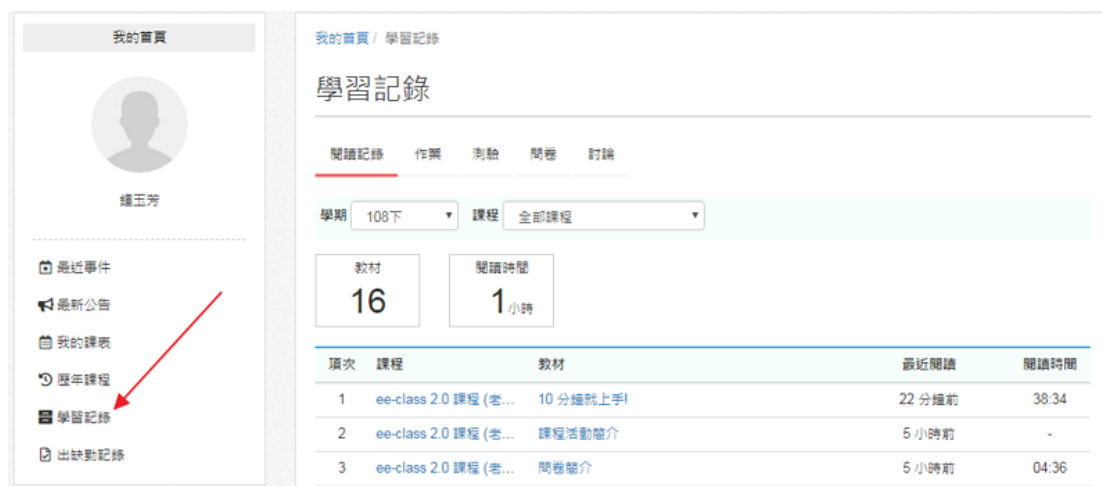 我的首頁
鍾玉芳
最近事件
最新公告
我的課表
歷年課程
學習記錄
出缺勤記錄
我的首頁 / 學習記錄
學習記錄
閱讀記錄 作業 測驗 問卷 討論
學期 108下 課程 全部課程
教材 閱讀時間
16 1 小時
項次 課程 教材 最近閱讀 閱讀時間
1 ee-class 2.0 課程 (老... 10 分鐘就上手! 22 分鐘前 38:34
2 ee-class 2.0 課程 (老... 課程活動簡介 5 小時前 -
3 ee-class 2.0 課程 (老... 問卷簡介 5 小時前 04:36